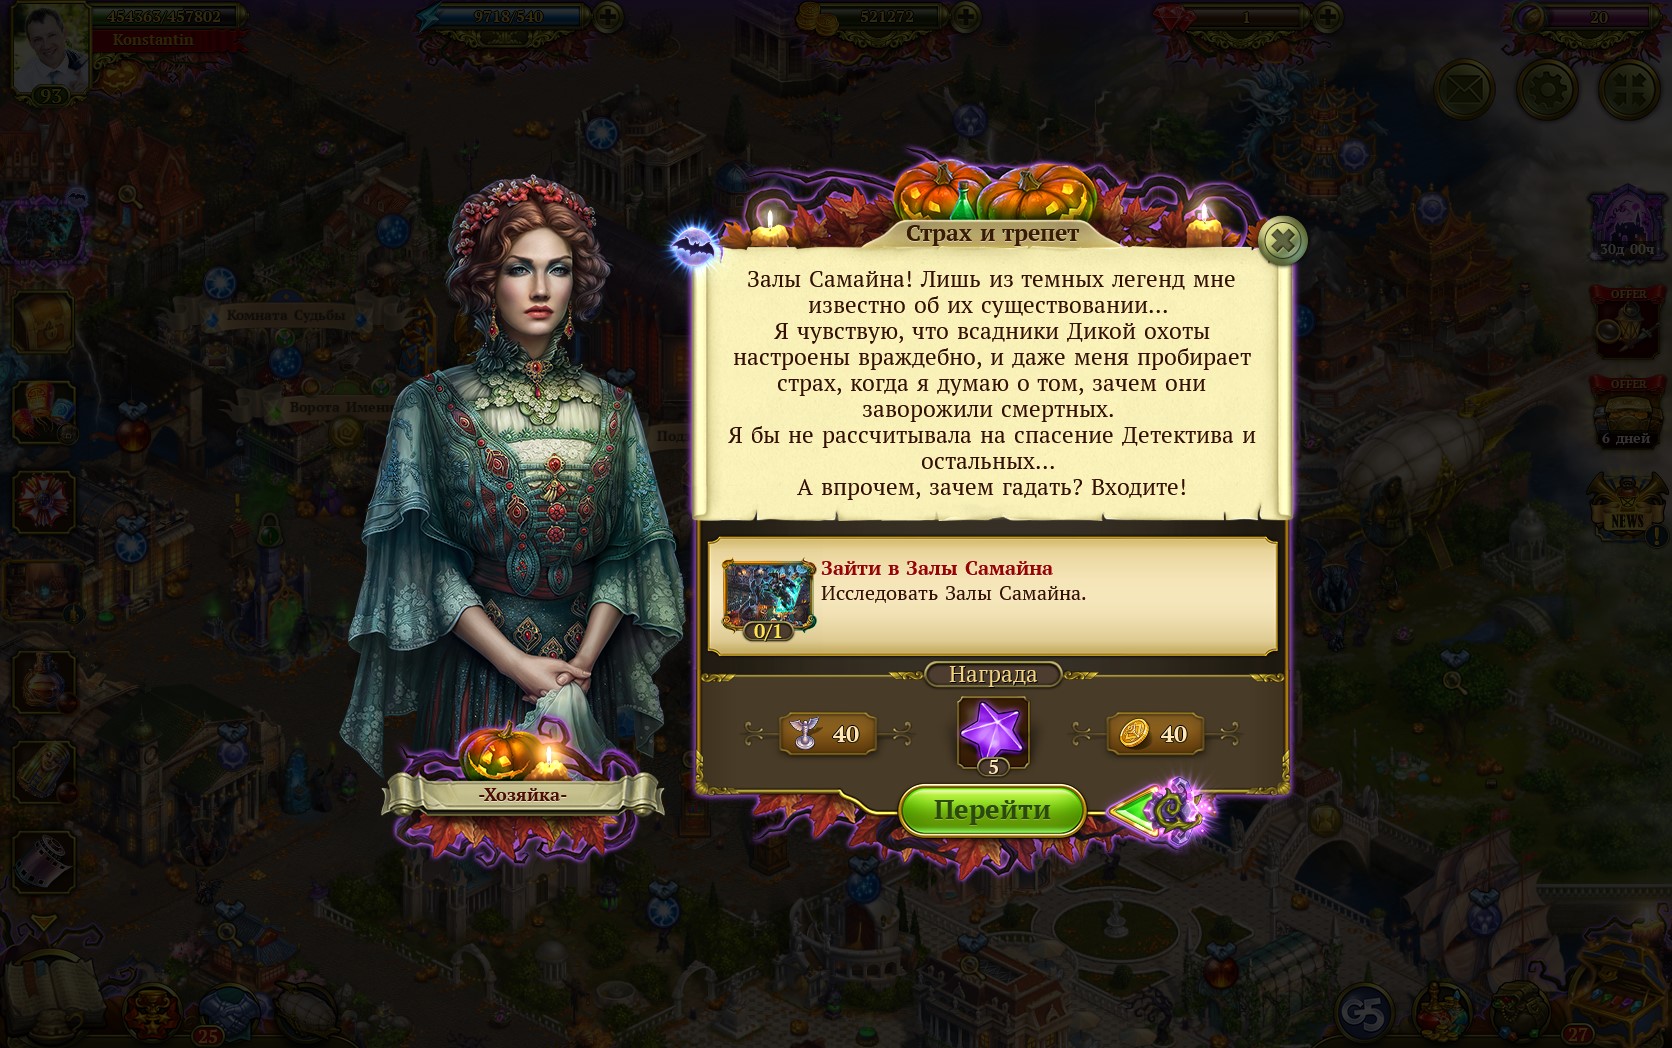 454363/457802
9718/540
521272
1
20
Konstantin
93
Страх и трепет
30д 00ч
Залы Самайна! Лишь из темных легенд мне
известно об их существовании...
Я чувствую, что всадники Дикой охоты
настроены враждебно, и даже меня пробирает
страх, когда я думаю о том, зачем они
заворожили смертных.
Я бы не рассчитывала на спасение Детектива и
остальных...
А впрочем, зачем гадать? Входите!
OFFER
Комната Судьбы
OFFER
Ворота Имени
6 дней
NEWS
Зайти в Залы Самайна
Исследовать Залы Самайна.
0/1
Награда
40
5
40
-Хозяйка-
Перейти
G5
25
27